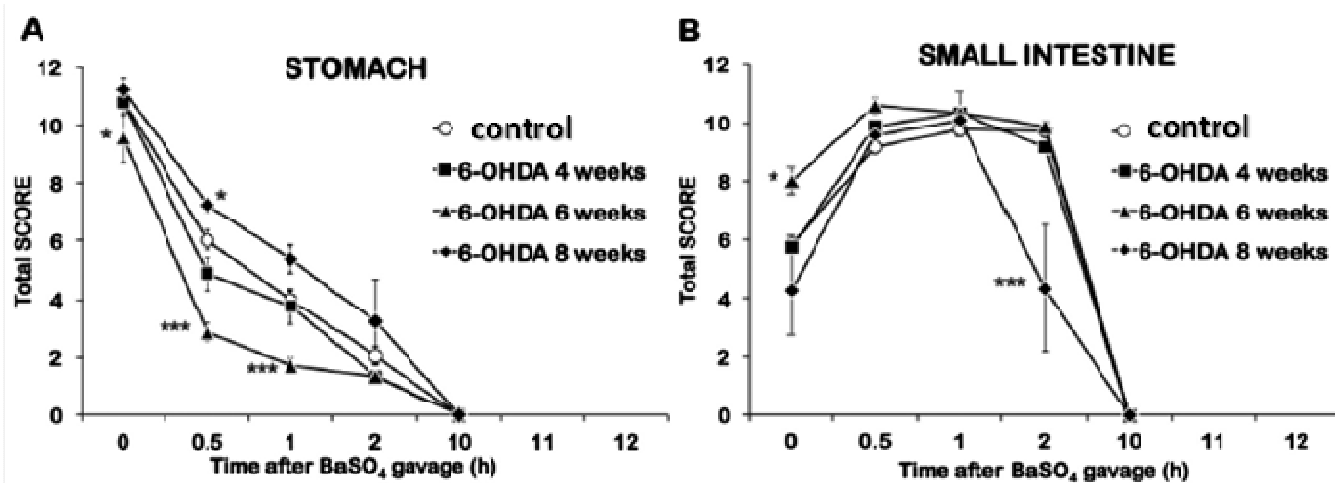 A
STOMACH
Total SCORE
12
10
8
6
4
2
0
*
*
***
***
control
6-OHDA 4 weeks
6-OHDA 6 weeks
6-OHDA 8 weeks
0 0.5 1 2 10 11 12
Time after BaSO₄ gavage (h)
B
SMALL INTESTINE
Total SCORE
12
10
8
6
4
2
0
*
***
control
6-OHDA 4 weeks
6-OHDA 6 weeks
6-OHDA 8 weeks
0 0.5 1 2 10 11 12
Time after BaSO₄ gavage (h)